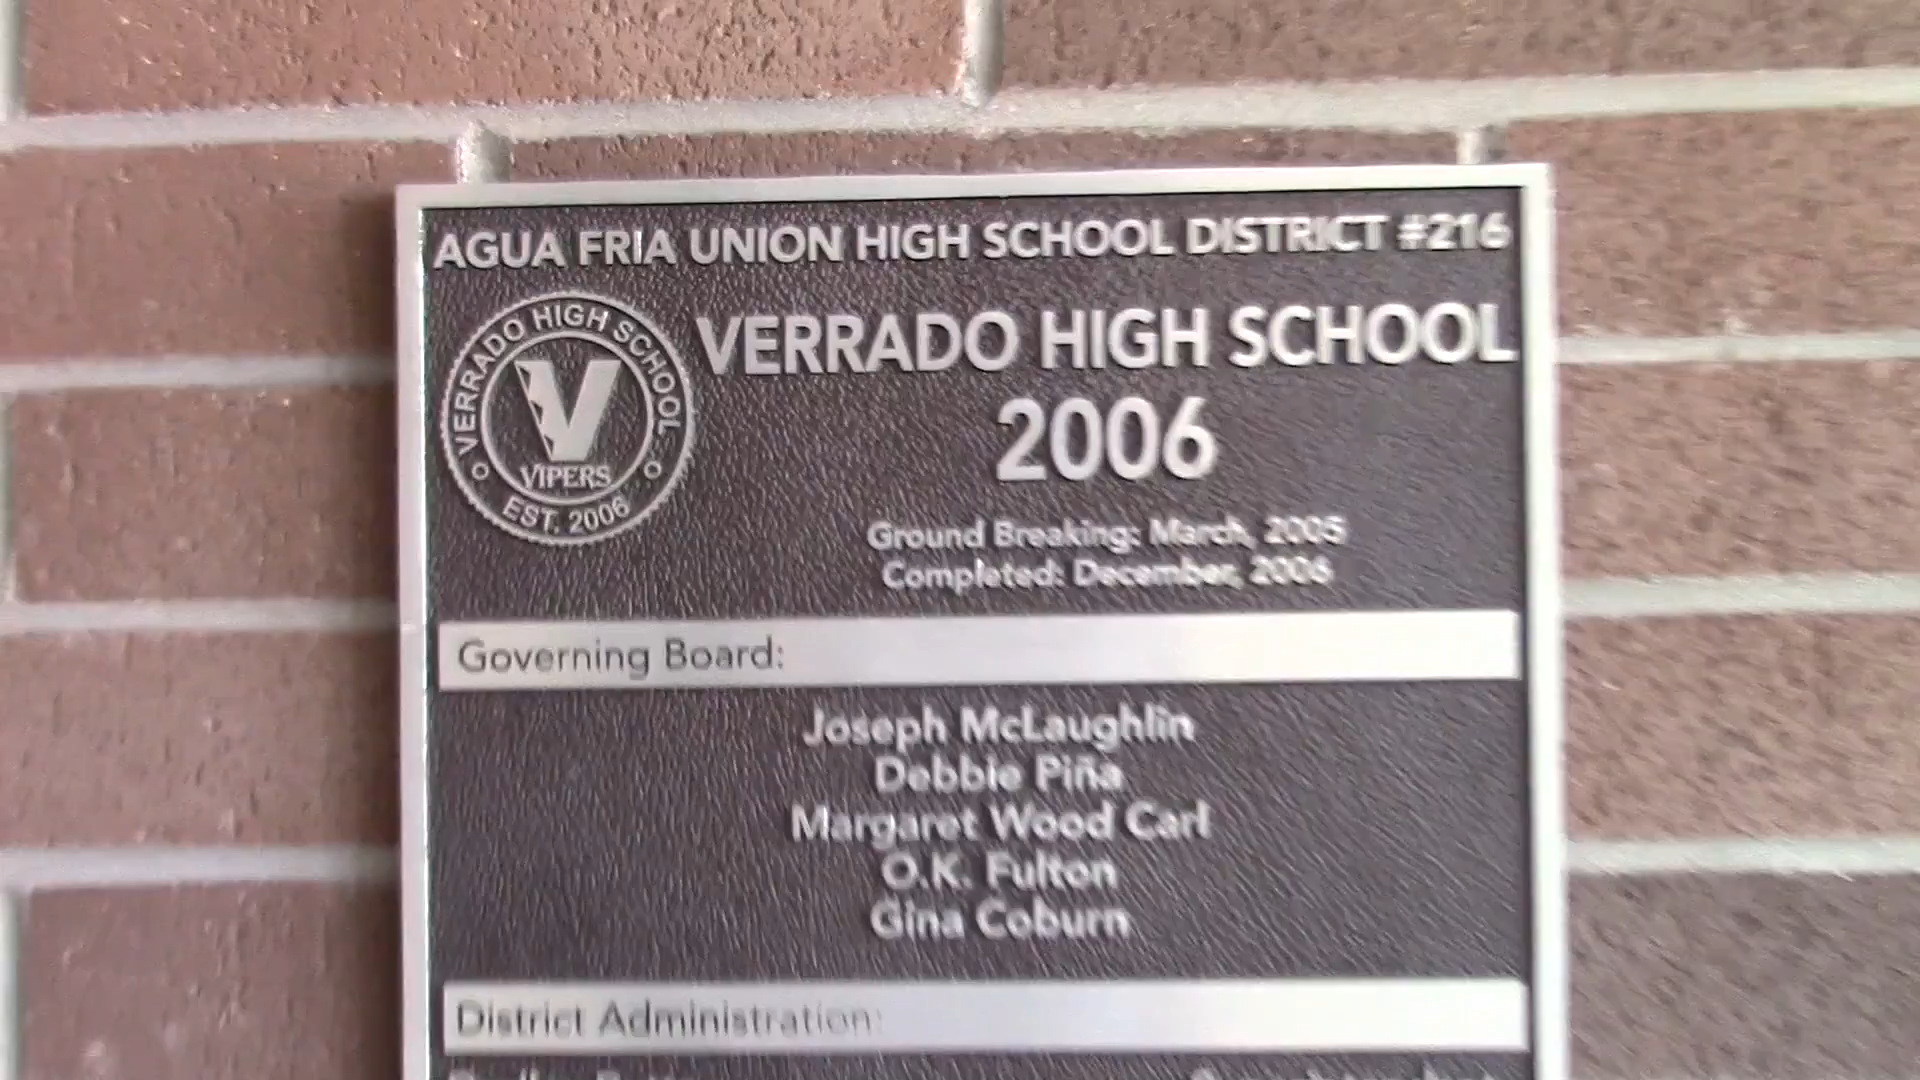 AGUA FRIA UNION HIGH SCHOOL DISTRICT #216
VERRADO HIGH SCHOOL
V
VIPERS
EST. 2006
VERRADO HIGH SCHOOL
2006
Ground Breaking: March, 2005
Completed: December, 2006
Governing Board:
Joseph McLaughlin
Debbie Piña
Margaret Wood Carl
O.K. Fulton
Gina Coburn
District Administration: